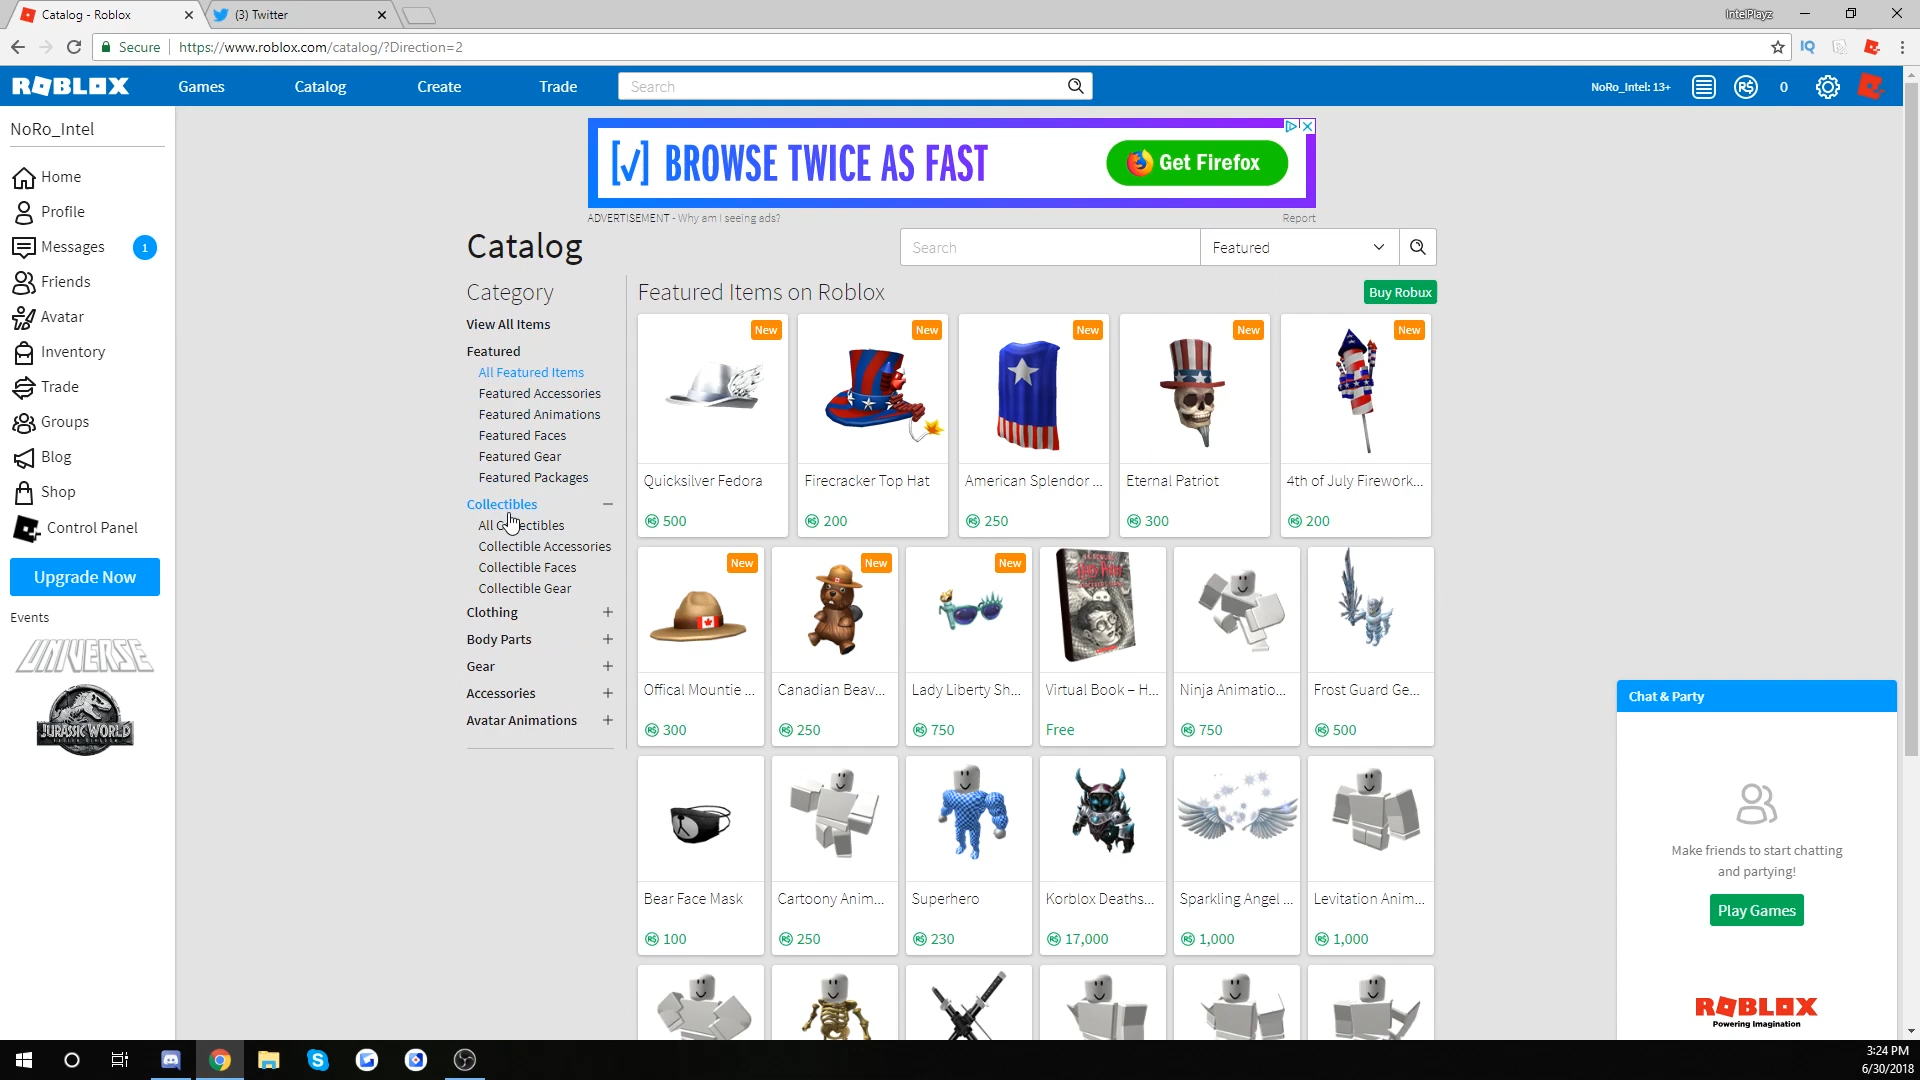 Catalog - Roblox
(3) Twitter
IntelPlayz
Secure
https://www.roblox.com/catalog/?Direction=2
IQ
ROBLOX
Games
Catalog
Create
Trade
Search
NoRo_Intel: 13+
R$
0
NoRo_Intel
Home
Profile
Messages
1
Friends
Avatar
Inventory
Trade
Groups
Blog
Shop
Control Panel
Upgrade Now
Events
UNIVERSE
JURASSIC WORLD
[✓] BROWSE TWICE AS FAST
Get Firefox
ADVERTISEMENT - Why am I seeing ads?
Report
Catalog
Search
Featured
Category
View All Items
Featured
All Featured Items
Featured Accessories
Featured Animations
Featured Faces
Featured Gear
Featured Packages
Collectibles
All Collectibles
Collectible Accessories
Collectible Faces
Collectible Gear
Clothing
Body Parts
Gear
Accessories
Avatar Animations
Featured Items on Roblox
Buy Robux
New
New
New
New
New
Quicksilver Fedora
Firecracker Top Hat
American Splendor ...
Eternal Patriot
4th of July Firework...
R$ 500
R$ 200
R$ 250
R$ 300
R$ 200
New
New
New
Offical Mountie ...
Canadian Beav...
Lady Liberty Sh...
Virtual Book – H...
Ninja Animatio...
Frost Guard Ge...
R$ 300
R$ 250
R$ 750
Free
R$ 750
R$ 500
Bear Face Mask
Cartoony Anim...
Superhero
Korblox Deaths...
Sparkling Angel ...
Levitation Anim...
R$ 100
R$ 250
R$ 230
R$ 17,000
R$ 1,000
R$ 1,000
Chat & Party
Make friends to start chatting
and partying!
Play Games
ROBLOX
Powering Imagination
3:24 PM
6/30/2018